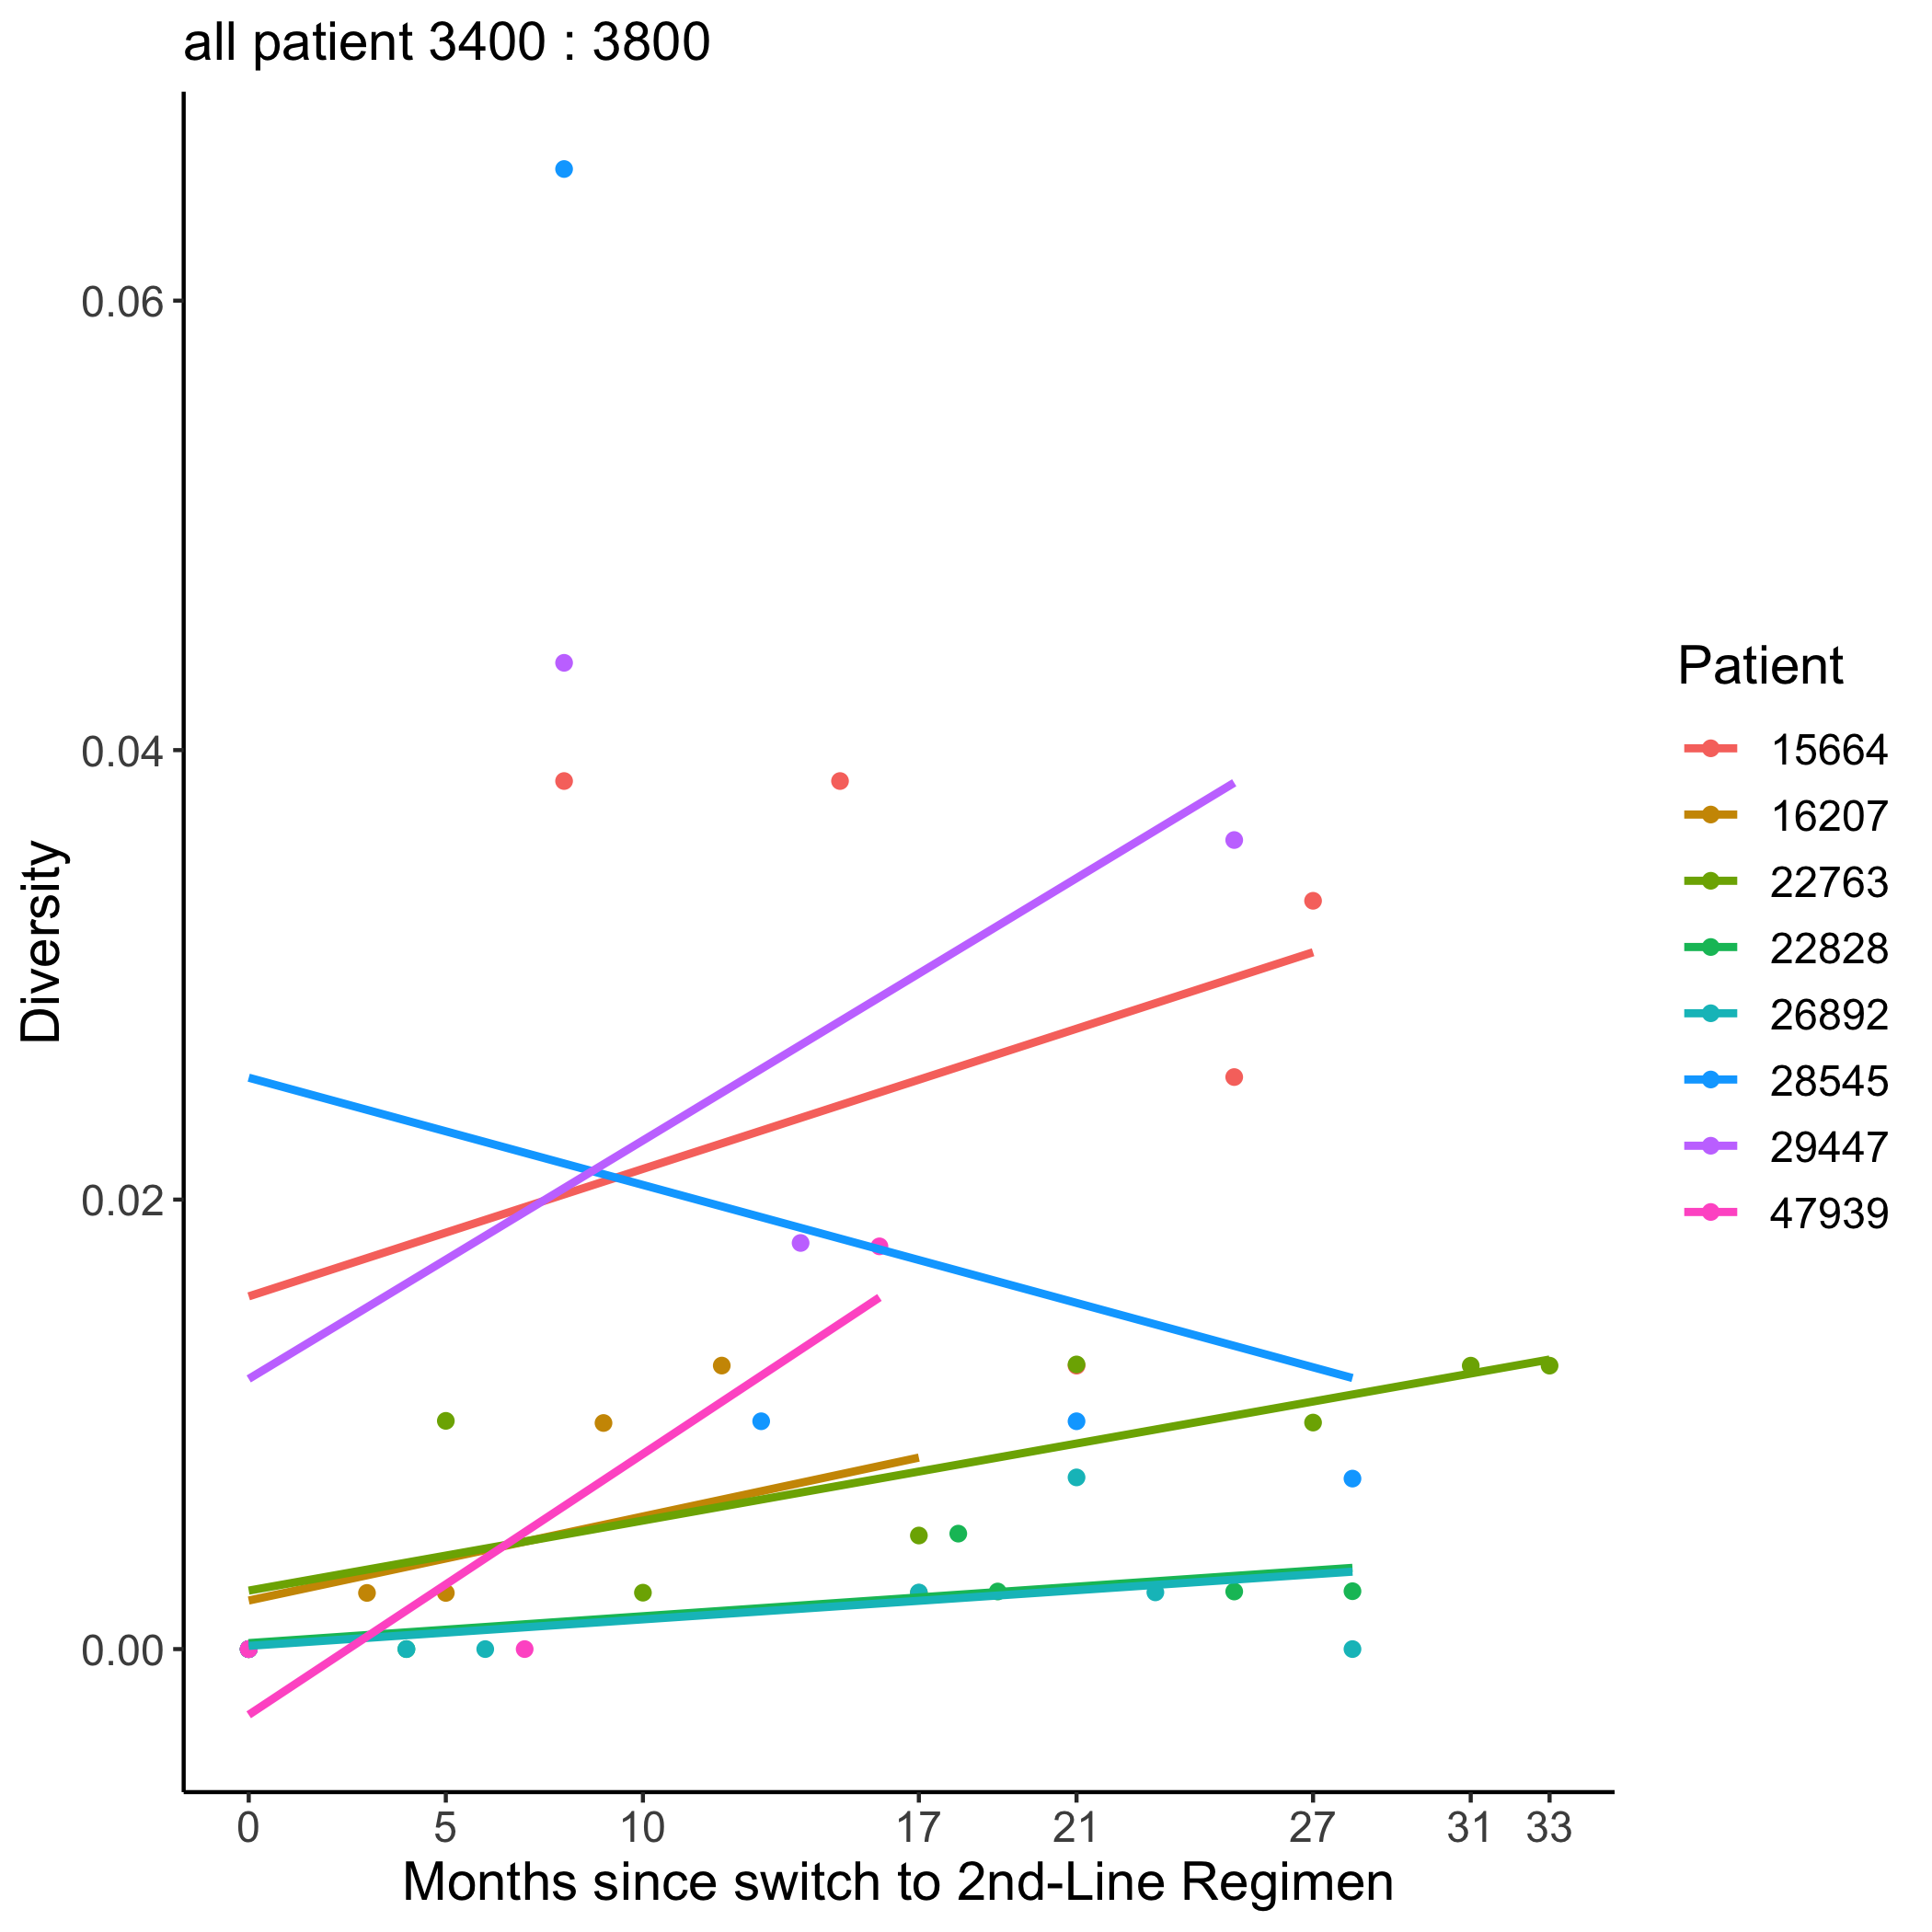 all patient 3400 : 3800
Diversity
0.06
0.04
0.02
0.00
0 5 10 17 21 27 31 33
Months since switch to 2nd-Line Regimen
Patient
15664
16207
22763
22828
26892
28545
29447
47939